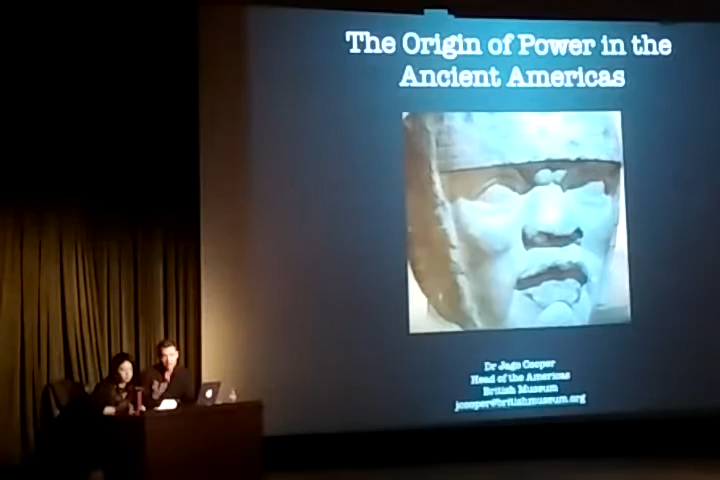 The Origin of Power in the
Ancient Americas
Dr Jago Cooper
Head of the Americas
British Museum
jcooper@britishmuseum.org